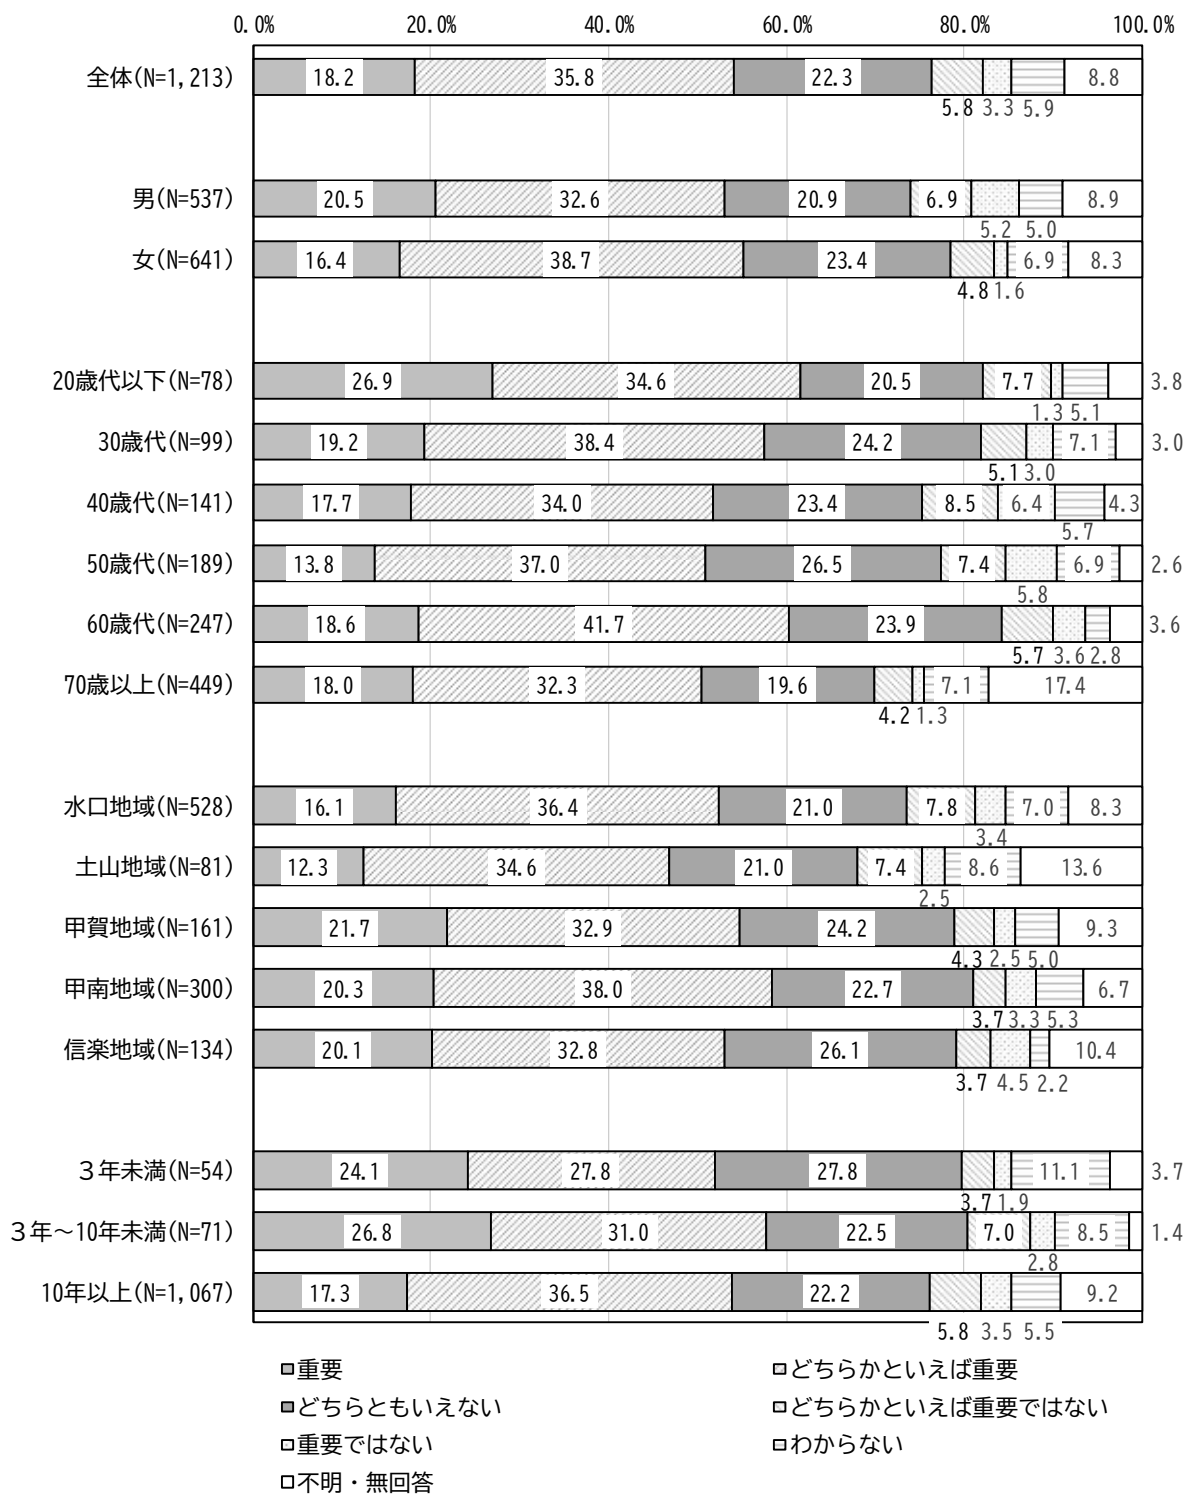 0.0% 20.0% 40.0% 60.0% 80.0% 100.0%
全体(N=1,213) 18.2 35.8 22.3 8.8
5.8 3.3 5.9
男(N=537) 20.5 32.6 20.9 6.9 8.9
5.2 5.0
女(N=641) 16.4 38.7 23.4 6.9 8.3
4.8 1.6
20歳代以下(N=78) 26.9 34.6 20.5 7.7 3.8
1.3 5.1
30歳代(N=99) 19.2 38.4 24.2 7.1 3.0
5.1 3.0
40歳代(N=141) 17.7 34.0 23.4 8.5 6.4 4.3
5.7
50歳代(N=189) 13.8 37.0 26.5 7.4 6.9 2.6
5.8
60歳代(N=247) 18.6 41.7 23.9 3.6
5.7 3.6 2.8
70歳以上(N=449) 18.0 32.3 19.6 7.1 17.4
4.2 1.3
水口地域(N=528) 16.1 36.4 21.0 7.8 7.0 8.3
3.4
土山地域(N=81) 12.3 34.6 21.0 7.4 8.6 13.6
2.5
甲賀地域(N=161) 21.7 32.9 24.2 9.3
4.3 2.5 5.0
甲南地域(N=300) 20.3 38.0 22.7 6.7
3.7 3.3 5.3
信楽地域(N=134) 20.1 32.8 26.1 10.4
3.7 4.5 2.2
３年未満(N=54) 24.1 27.8 27.8 11.1 3.7
3.7 1.9
３年～10年未満(N=71) 26.8 31.0 22.5 7.0 8.5 1.4
2.8
10年以上(N=1,067) 17.3 36.5 22.2 9.2
5.8 3.5 5.5
重要 どちらかといえば重要
どちらともいえない どちらかといえば重要ではない
重要ではない わからない
不明・無回答